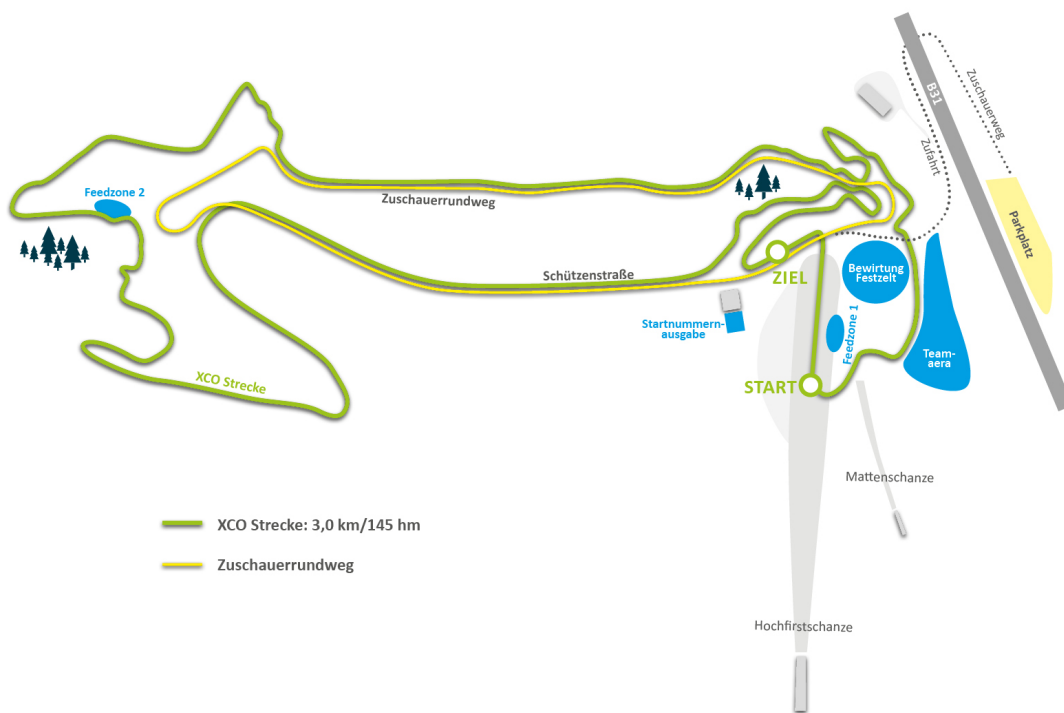 B31
Zuschauerweg
Zufahrt
Feedzone 2
Zuschauerrundweg
Parkplatz
Schützenstraße
ZIEL
Bewirtung
Festzelt
Startnummern-
ausgabe
Feedzone 1
Team-
aera
XCO Strecke
START
Mattenschanze
XCO Strecke: 3,0 km/145 hm
Zuschauerrundweg
Hochfirstschanze